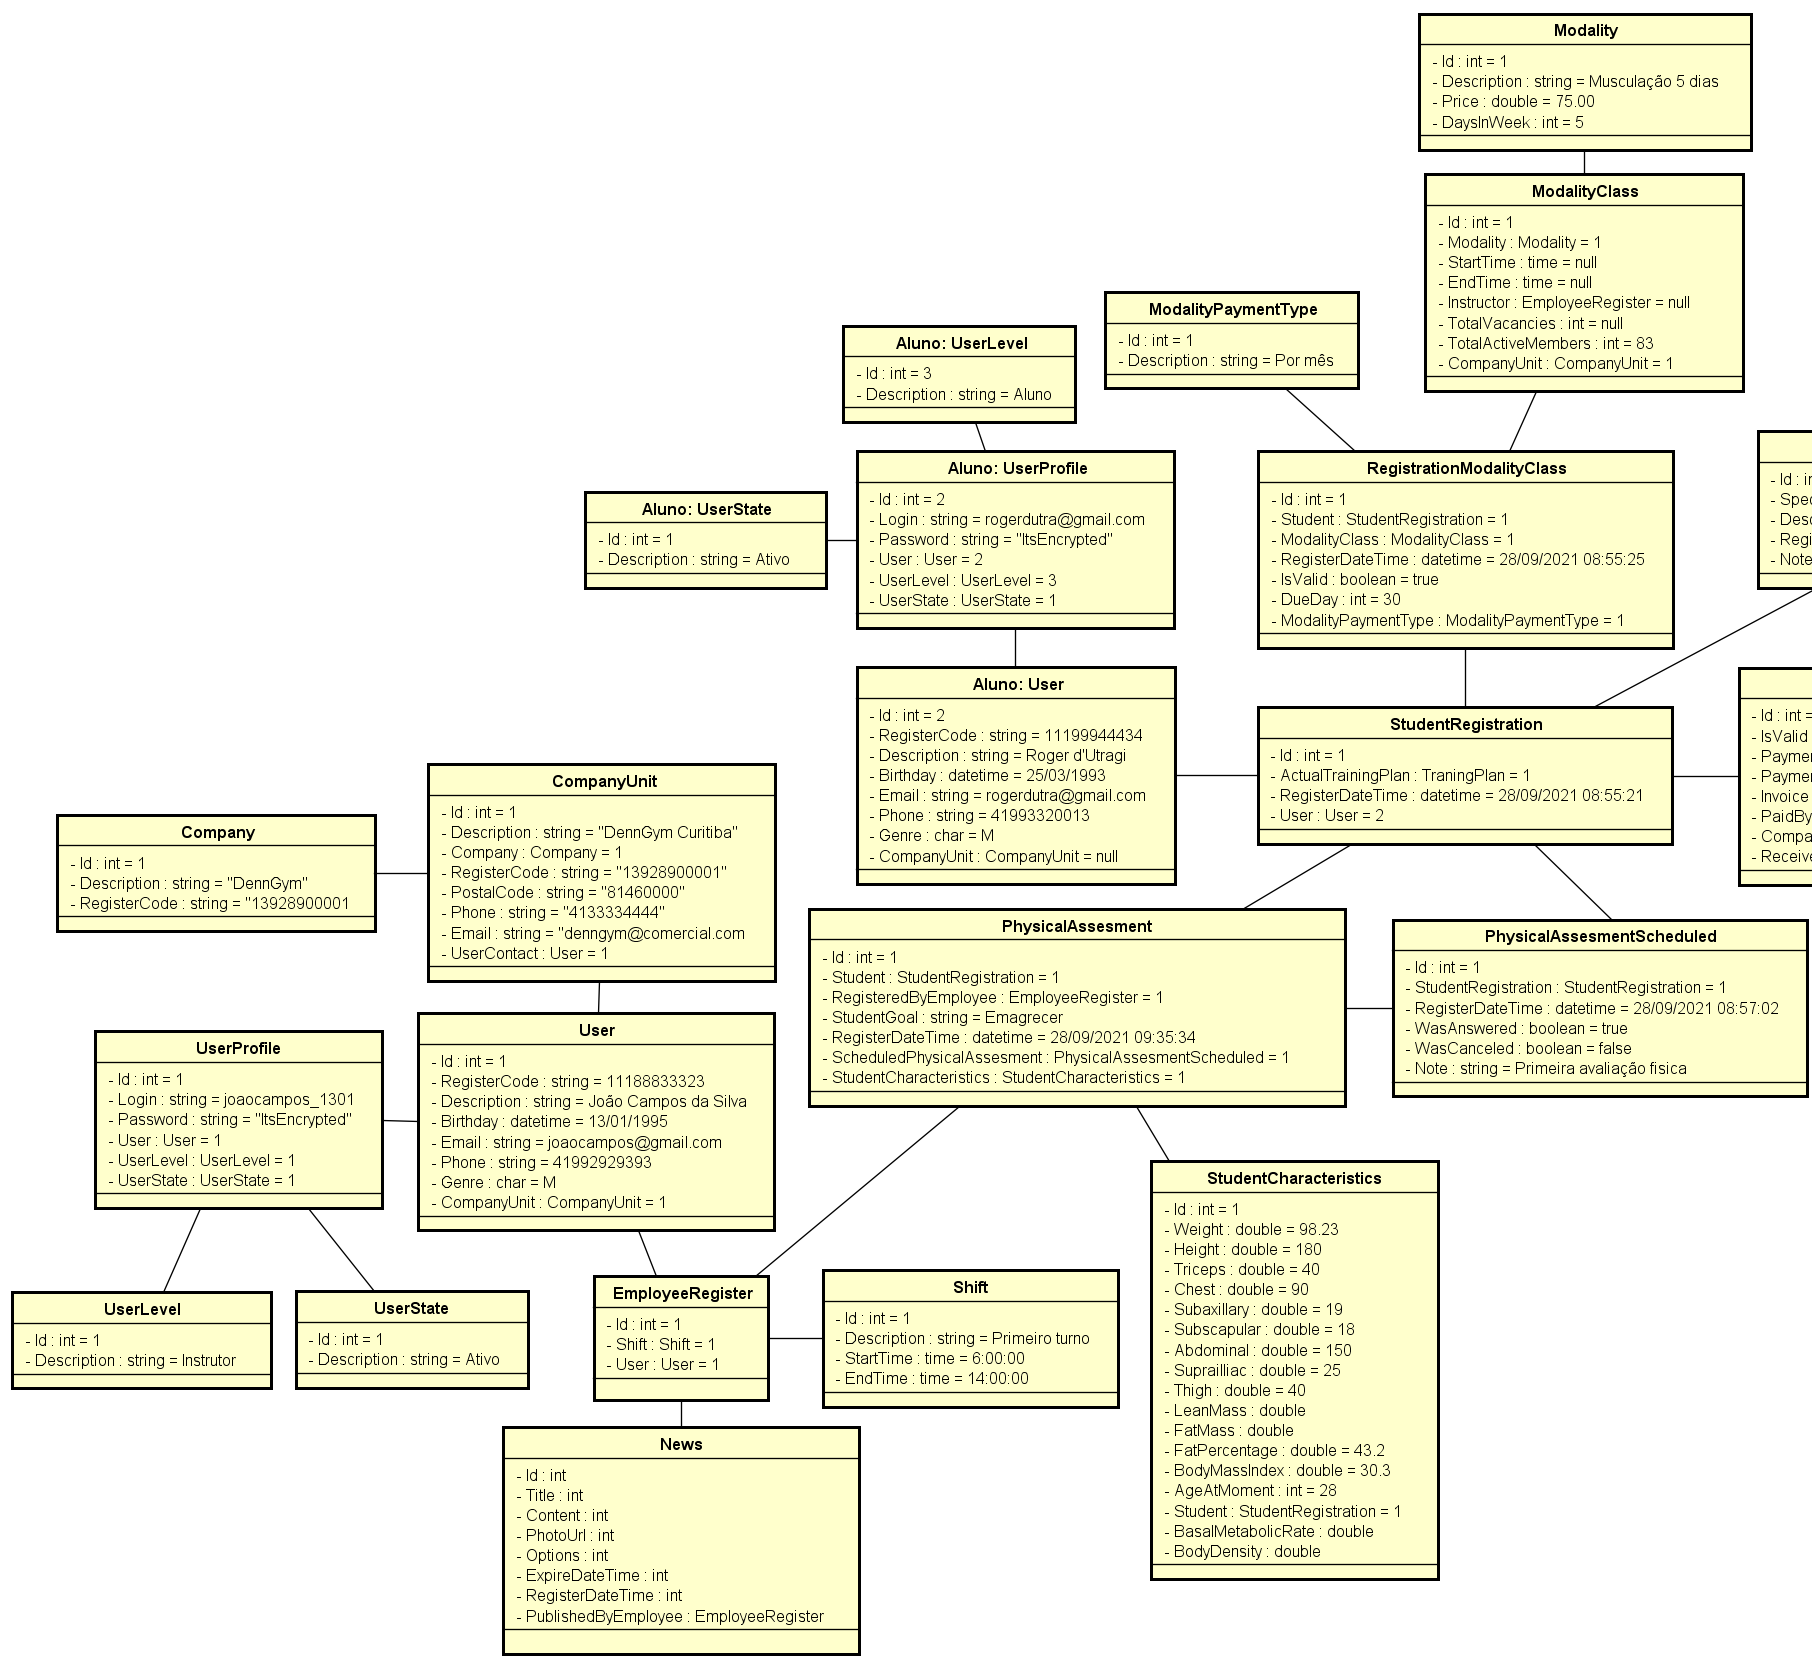 Modality
- Id : int = 1
- Description : string = Musculação 5 dias
- Price : double = 75.00
- DaysInWeek : int = 5
ModalityClass
- Id : int = 1
- Modality : Modality = 1
- StartTime : time = null
- EndTime : time = null
- Instructor : EmployeeRegister = null
- TotalVacancies : int = null
- TotalActiveMembers : int = 83
- CompanyUnit : CompanyUnit = 1
ModalityPaymentType
- Id : int = 1
- Description : string = Por mês
Aluno: UserLevel
- Id : int = 3
- Description : string = Aluno
Aluno: UserProfile
- Id : int = 2
- Login : string = rogerdutra@gmail.com
- Password : string = "ItsEncrypted"
- User : User = 2
- UserLevel : UserLevel = 3
- UserState : UserState = 1
Aluno: UserState
- Id : int = 1
- Description : string = Ativo
RegistrationModalityClass
- Id : int = 1
- Student : StudentRegistration = 1
- ModalityClass : ModalityClass = 1
- RegisterDateTime : datetime = 28/09/2021 08:55:25
- IsValid : boolean = true
- DueDay : int = 30
- ModalityPaymentType : ModalityPaymentType = 1
- Id :
- Note
Aluno: User
- Id : int = 2
- RegisterCode : string = 11199944434
- Description : string = Roger d'Utragi
- Birthday : datetime = 25/03/1993
- Email : string = rogerdutra@gmail.com
- Phone : string = 41993320013
- Genre : char = M
- CompanyUnit : CompanyUnit = null
StudentRegistration
- Id : int = 1
- ActualTrainingPlan : TraningPlan = 1
- RegisterDateTime : datetime = 28/09/2021 08:55:21
- User : User = 2
- Id : int =
- IsValid
- Invoice
CompanyUnit
- Id : int = 1
- Description : string = "DennGym Curitiba"
- Company : Company = 1
- RegisterCode : string = "13928900001"
- PostalCode : string = "81460000"
- Phone : string = "4133334444"
- Email : string = "denngym@comercial.com
- UserContact : User = 1
Company
- Id : int = 1
- Description : string = "DennGym"
- RegisterCode : string = "13928900001
PhysicalAssesment
- Id : int = 1
- Student : StudentRegistration = 1
- RegisteredByEmployee : EmployeeRegister = 1
- StudentGoal : string = Emagrecer
- RegisterDateTime : datetime = 28/09/2021 09:35:34
- ScheduledPhysicalAssesment : PhysicalAssesmentScheduled = 1
- StudentCharacteristics : StudentCharacteristics = 1
PhysicalAssesmentScheduled
- Id : int = 1
- StudentRegistration : StudentRegistration = 1
- RegisterDateTime : datetime = 28/09/2021 08:57:02
- WasAnswered : boolean = true
- WasCanceled : boolean = false
- Note : string = Primeira avaliação fisica
User
- Id : int = 1
- RegisterCode : string = 11188833323
- Description : string = João Campos da Silva
- Birthday : datetime = 13/01/1995
- Email : string = joaocampos@gmail.com
- Phone : string = 41992929393
- Genre : char = M
- CompanyUnit : CompanyUnit = 1
UserProfile
- Id : int = 1
- Login : string = joaocampos_1301
- Password : string = "ItsEncrypted"
- User : User = 1
- UserLevel : UserLevel = 1
- UserState : UserState = 1
UserLevel
- Id : int = 1
- Description : string = Instrutor
UserState
- Id : int = 1
- Description : string = Ativo
EmployeeRegister
- Id : int = 1
- Shift : Shift = 1
- User : User = 1
Shift
- Id : int = 1
- Description : string = Primeiro turno
- StartTime : time = 6:00:00
- EndTime : time = 14:00:00
StudentCharacteristics
- Id : int = 1
- Weight : double = 98.23
- Height : double = 180
- Triceps : double = 40
- Chest : double = 90
- Subaxillary : double = 19
- Subscapular : double = 18
- Abdominal : double = 150
- Suprailliac : double = 25
- Thigh : double = 40
- LeanMass : double
- FatMass : double
- FatPercentage : double = 43.2
- BodyMassIndex : double = 30.3
- AgeAtMoment : int = 28
- Student : StudentRegistration = 1
- BasalMetabolicRate : double
- BodyDensity : double
News
- Id : int
- Title : int
- Content : int
- PhotoUrl : int
- Options : int
- ExpireDateTime : int
- RegisterDateTime : int
- PublishedByEmployee : EmployeeRegister